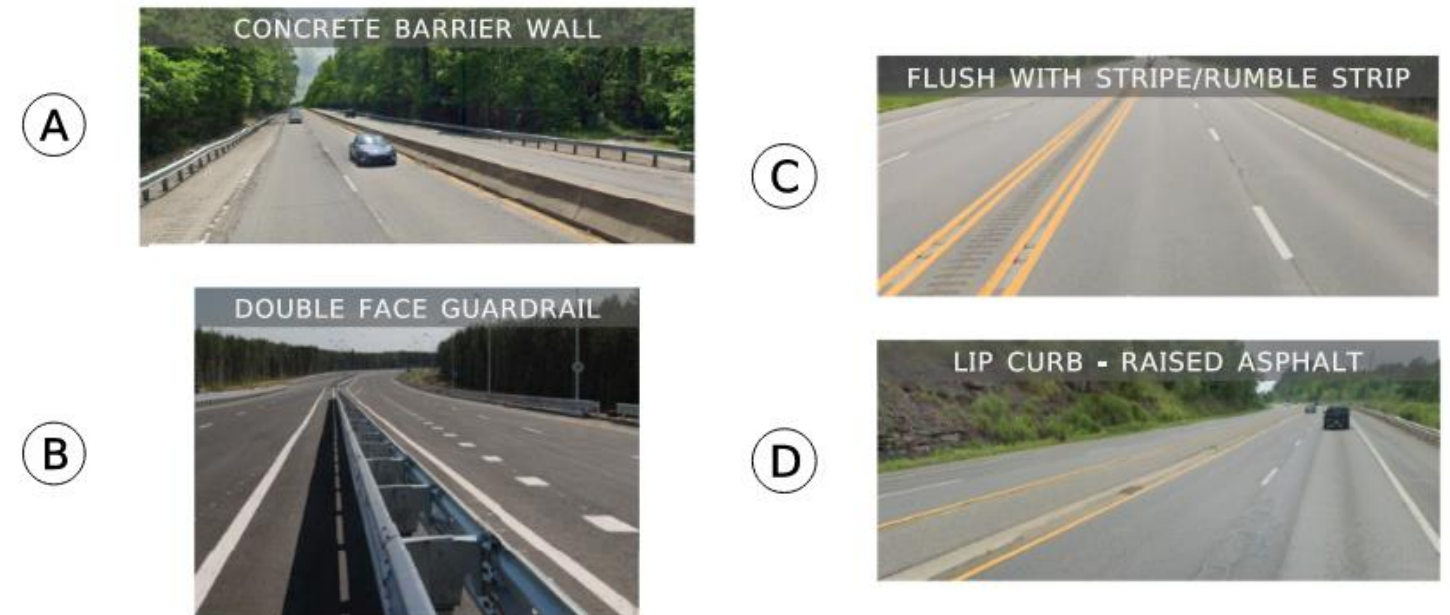 A
CONCRETE BARRIER WALL
B
DOUBLE FACE GUARDRAIL
C
FLUSH WITH STRIPE/RUMBLE STRIP
D
LIP CURB - RAISED ASPHALT